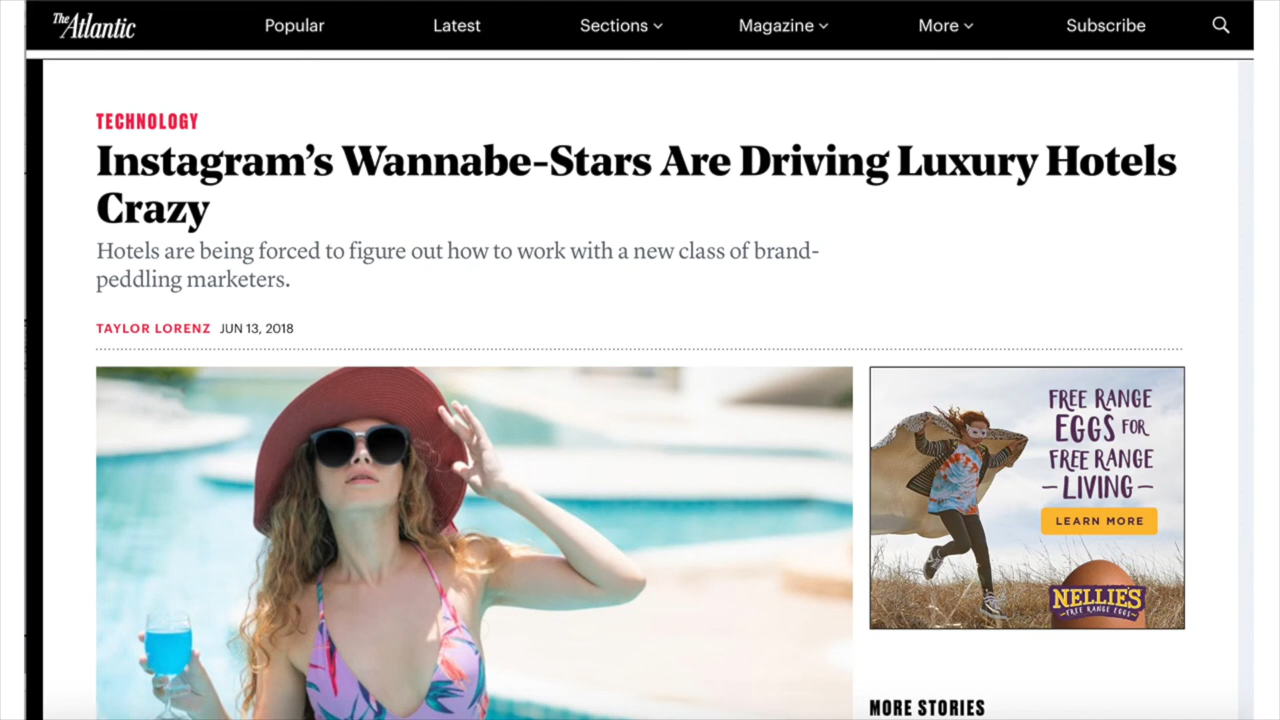 The Atlantic
Popular
Latest
Sections
Magazine
More
Subscribe
TECHNOLOGY
Instagram’s Wannabe-Stars Are Driving Luxury Hotels
Crazy
Hotels are being forced to figure out how to work with a new class of brand-
peddling marketers.
TAYLOR LORENZ JUN 13, 2018
FREE RANGE
EGGS FOR
FREE RANGE
–LIVING–
LEARN MORE
NELLIE'S
–FREE RANGE EGGS–
MORE STORIES